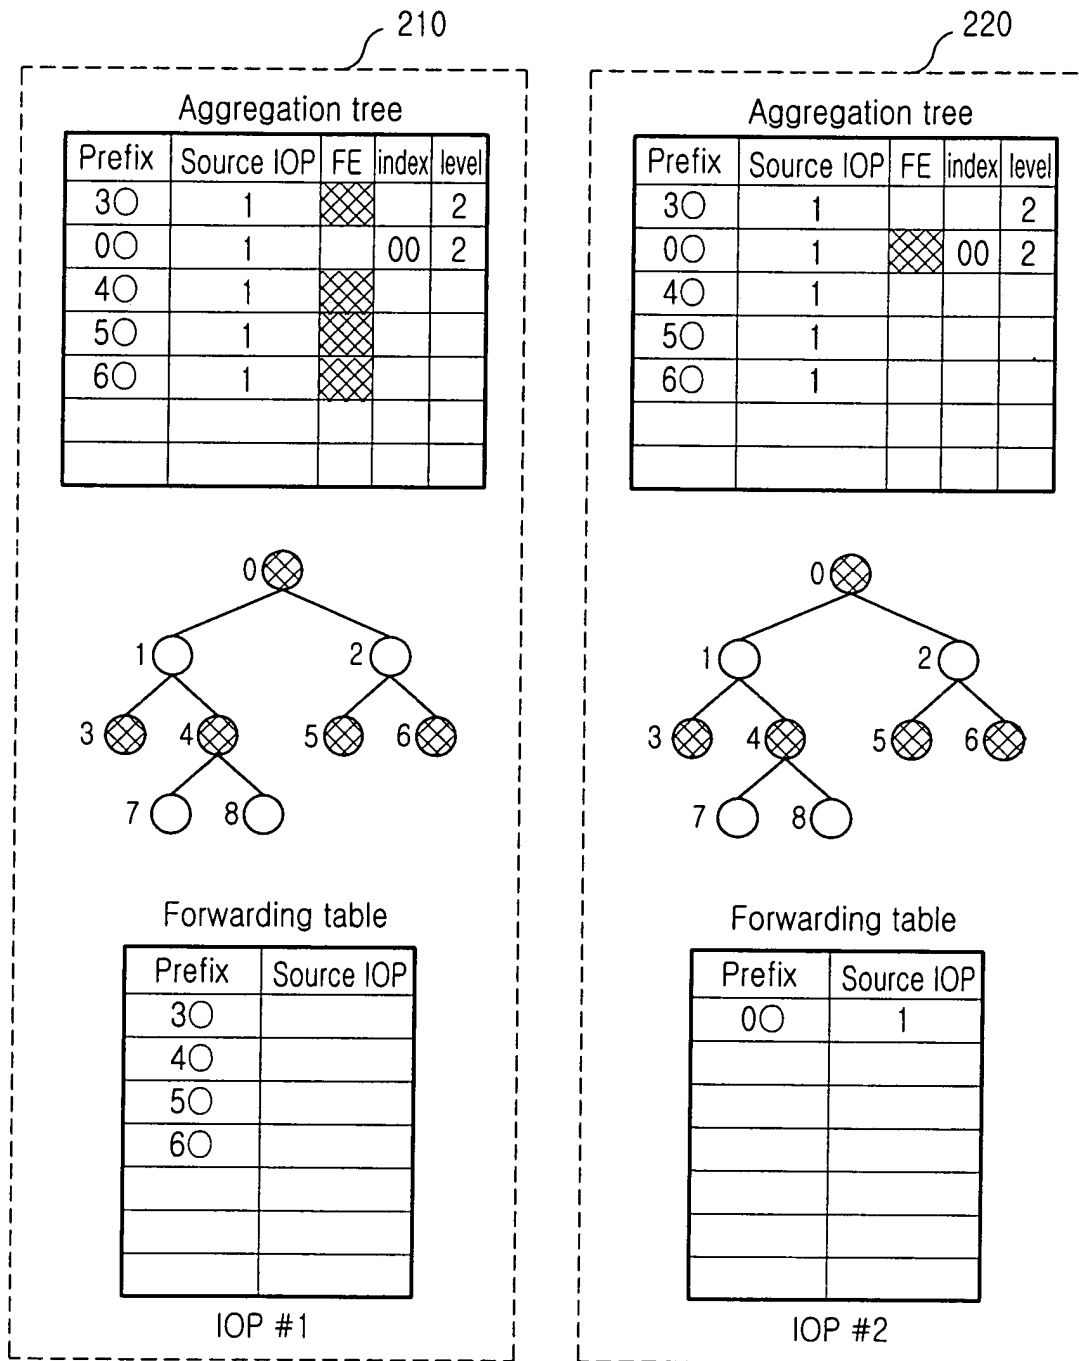 210
Aggregation tree
Prefix Source IOP FE index level
3○ 1 2
0○ 1 00 2
4○ 1
5○ 1
6○ 1
0
1 2
3 4 5 6
7 8
Forwarding table
Prefix Source IOP
3○
4○
5○
6○
IOP #1
220
Aggregation tree
Prefix Source IOP FE index level
3○ 1 2
0○ 1 00 2
4○ 1
5○ 1
6○ 1
0
1 2
3 4 5 6
7 8
Forwarding table
Prefix Source IOP
0○ 1
IOP #2